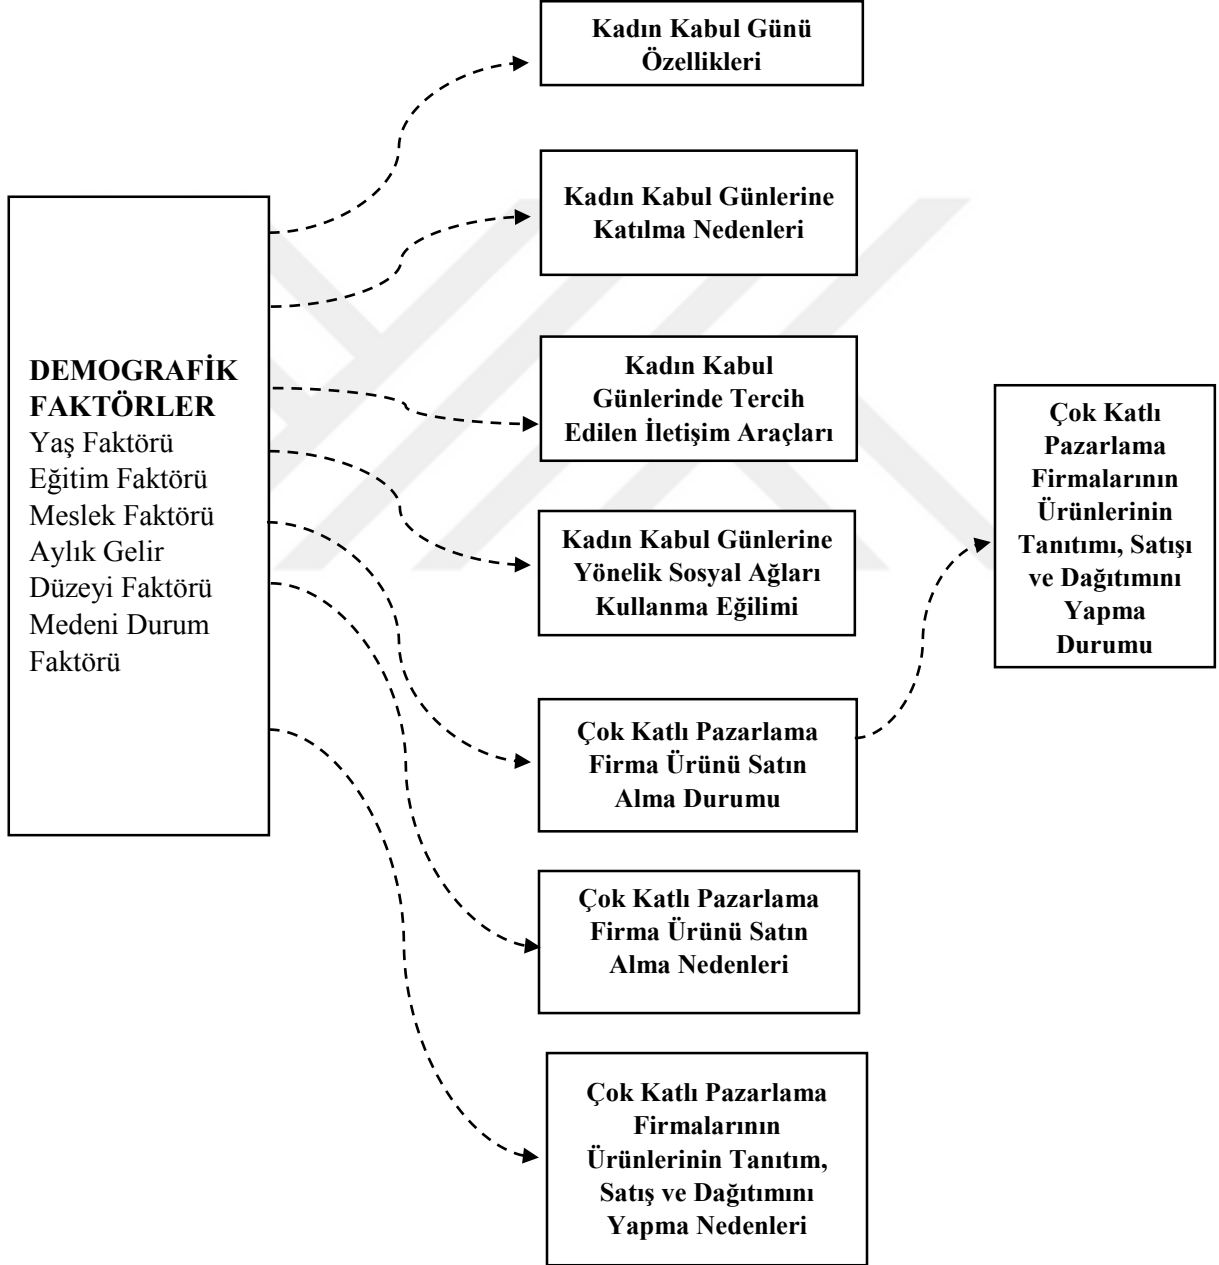 Kadın Kabul Günü
Özellikleri
Kadın Kabul Günlerine
Katılma Nedenleri
DEMOGRAFİK
FAKTÖRLER
Yaş Faktörü
Eğitim Faktörü
Meslek Faktörü
Aylık Gelir
Düzeyi Faktörü
Medeni Durum
Faktörü
Kadın Kabul
Günlerinde Tercih
Edilen İletişim Araçları
Kadın Kabul Günlerine
Yönelik Sosyal Ağları
Kullanma Eğilimi
Çok Katlı Pazarlama
Firma Ürünü Satın
Alma Durumu
Çok Katlı
Pazarlama
Firmalarının
Ürünlerinin
Tanıtımı, Satışı
ve Dağıtımını
Yapma
Durumu
Çok Katlı Pazarlama
Firma Ürünü Satın
Alma Nedenleri
Çok Katlı Pazarlama
Firmalarının
Ürünlerinin Tanıtım,
Satış ve Dağıtımını
Yapma Nedenleri